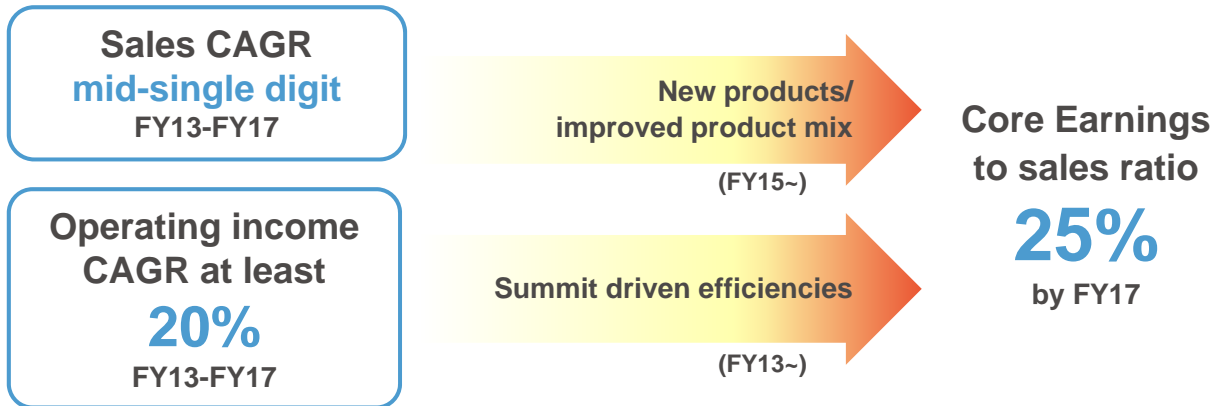 Sales CAGR
mid-single digit
FY13-FY17
Operating income
CAGR at least
20%
FY13-FY17
New products/
improved product mix
(FY15~)
Summit driven efficiencies
(FY13~)
Core Earnings
to sales ratio
25%
by FY17